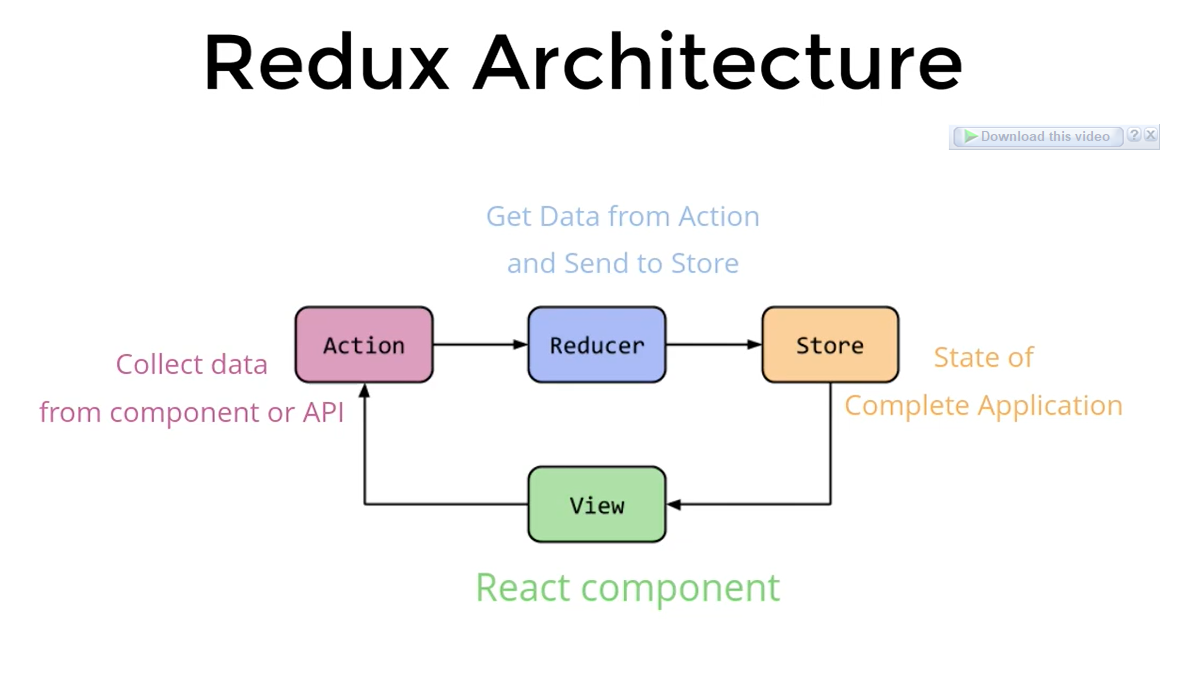 Redux Architecture
Download this video ? x
Get Data from Action
and Send to Store
Action
Reducer
Store
Collect data
from component or API
State of
Complete Application
View
React component